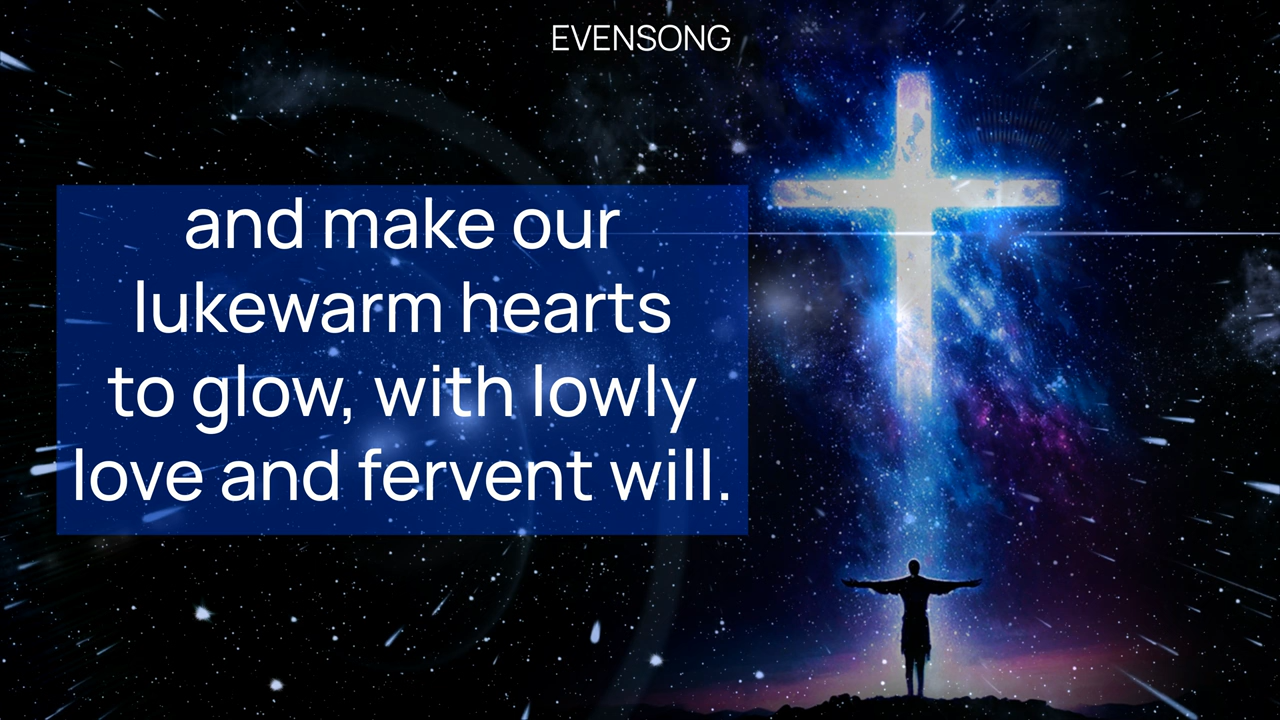 EVENSONG
and make our
lukewarm hearts
to glow, with lowly
love and fervent will.